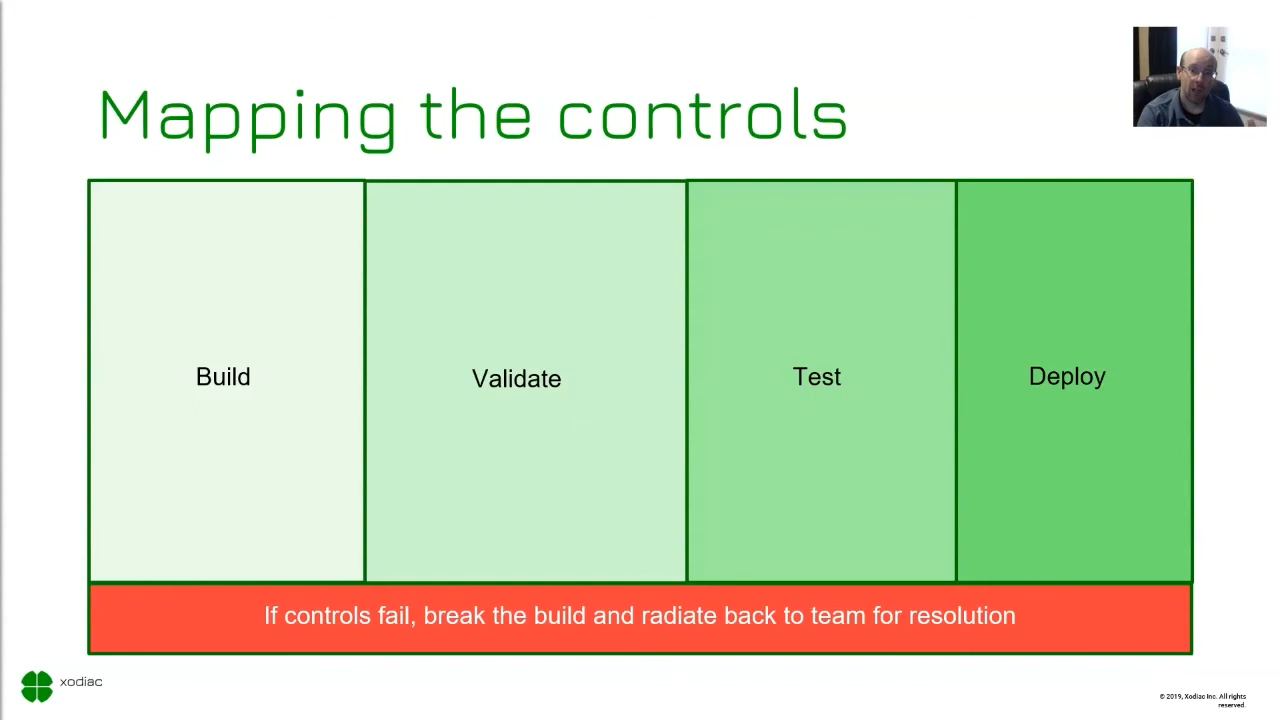 Mapping the controls
Build
Validate
Test
Deploy
If controls fail, break the build and radiate back to team for resolution
xodiac
© 2019, Xodiac Inc. All rights
reserved.